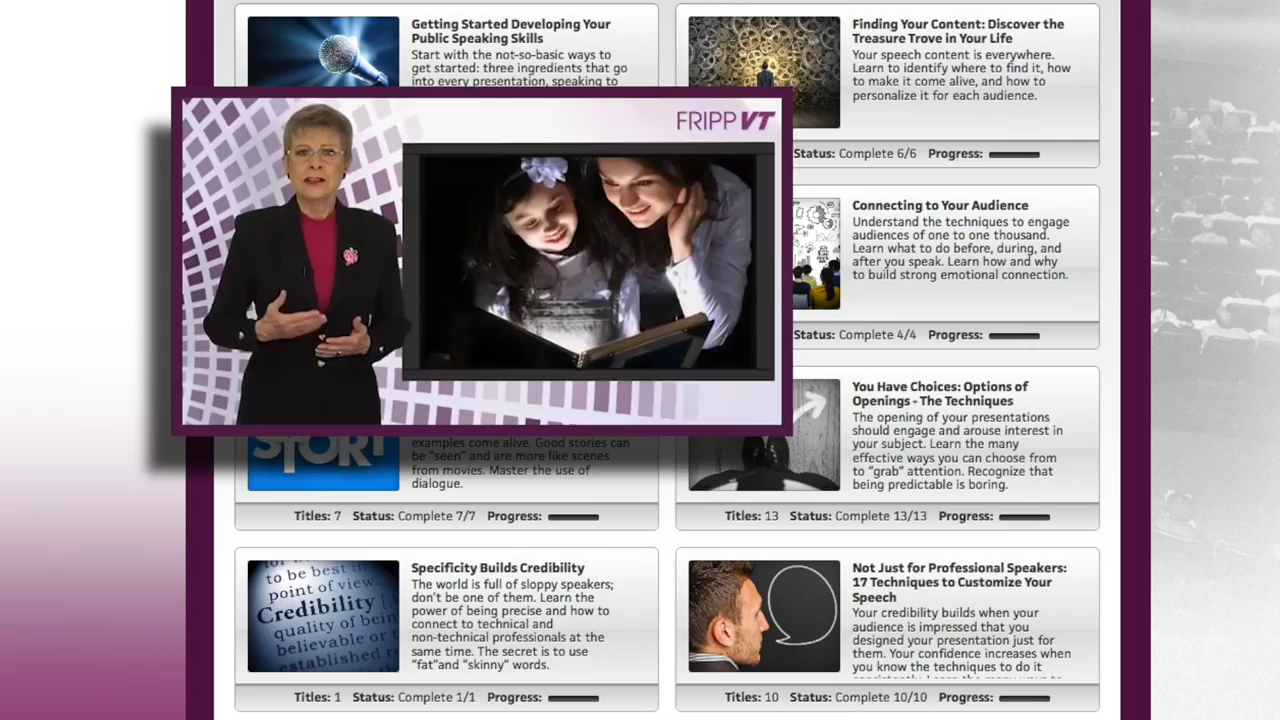 Getting Started Developing Your
Public Speaking Skills
Start with the not-so-basic ways to
get started: three ingredients that go
into every presentation, speaking to
Finding Your Content: Discover the
Treasure Trove in Your Life
Your speech content is everywhere.
Learn to identify where to find it, how
to make it come alive, and how to
personalize it for each audience.
Status: Complete 6/6 Progress:
FRIPP VT
Connecting to Your Audience
Understand the techniques to engage
audiences of one to one thousand.
Learn what to do before, during, and
after you speak. Learn how and why
to build strong emotional connection.
Status: Complete 4/4 Progress:
STORY
examples come alive. Good stories can
be "seen" and are more like scenes
from movies. Master the use of
dialogue.
Titles: 7 Status: Complete 7/7 Progress:
You Have Choices: Options of
Openings - The Techniques
The opening of your presentations
should engage and arouse interest in
your subject. Learn the many
effective ways you can choose from
to "grab" attention. Recognize that
being predictable is boring.
Titles: 13 Status: Complete 13/13 Progress:
to be best in
point of view.
Credibility
quality of bein
believable or
established r
Specificity Builds Credibility
The world is full of sloppy speakers;
don't be one of them. Learn the
power of being precise and how to
connect to technical and
non-technical professionals at the
same time. The secret is to use
"fat"and "skinny" words.
Titles: 1 Status: Complete 1/1 Progress:
Not Just for Professional Speakers:
17 Techniques to Customize Your
Speech
Your credibility builds when your
audience is impressed that you
designed your presentation just for
them. Your confidence increases when
you know the techniques to do it
Titles: 10 Status: Complete 10/10 Progress: